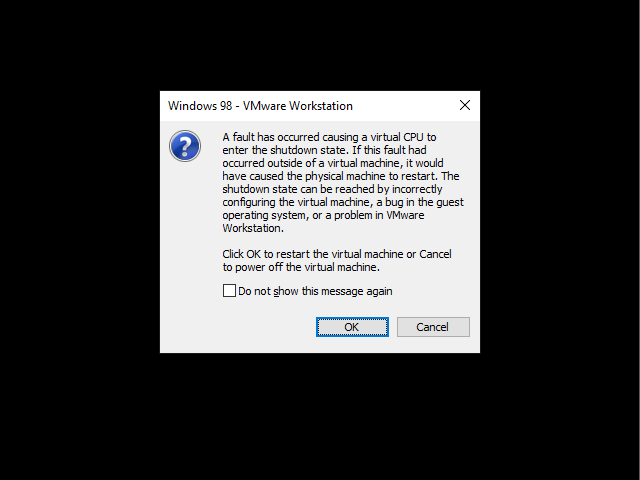 Windows 98 - VMware Workstation
A fault has occurred causing a virtual CPU to
enter the shutdown state. If this fault had
occurred outside of a virtual machine, it would
have caused the physical machine to restart. The
shutdown state can be reached by incorrectly
configuring the virtual machine, a bug in the guest
operating system, or a problem in VMware
Workstation.
Click OK to restart the virtual machine or Cancel
to power off the virtual machine.
Do not show this message again
OK
Cancel